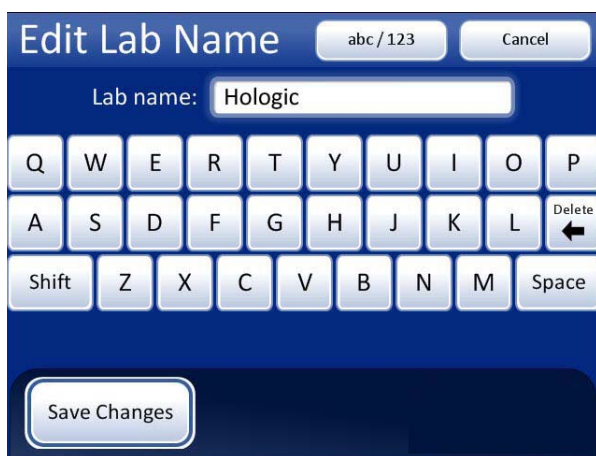 Edit Lab Name abc / 123 Cancel
Lab name: Hologic
Q W E R T Y U I O P
A S D F G H J K L Delete
Shift Z X C V B N M Space
Save Changes